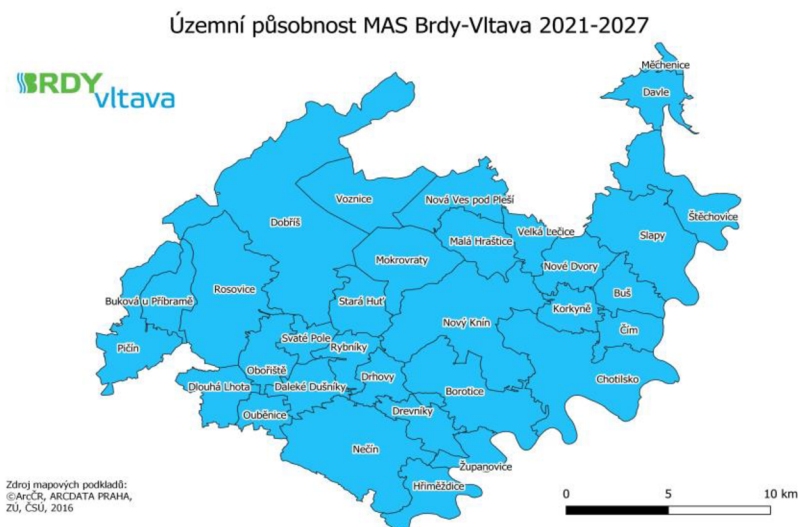 Územní působnost MAS Brdy-Vltava 2021-2027
BRDY
vltava
Měchenice
Davle
Voznice
Nová Ves pod Pleší
Štěchovice
Dobříš
Velká Lečice
Slapy
Malá Hraštice
Mokrovraty
Nové Dvory
Rosovice
Buš
Buková u Příbramě
Stará Huť
Korkyně
Nový Knín
Čím
Svaté Pole
Pičín
Rybníky
Obořiště
Drhovy
Chotilsko
Dlouhá Lhota
Daleké Dušníky
Borotice
Drevníky
Ouběnice
Nečín
Županovice
Hříměždice
Zdroj mapových podkladů:
©ArcČR, ARCDATA PRAHA,
ZÚ, ČSÚ, 2016
0 5 10 km